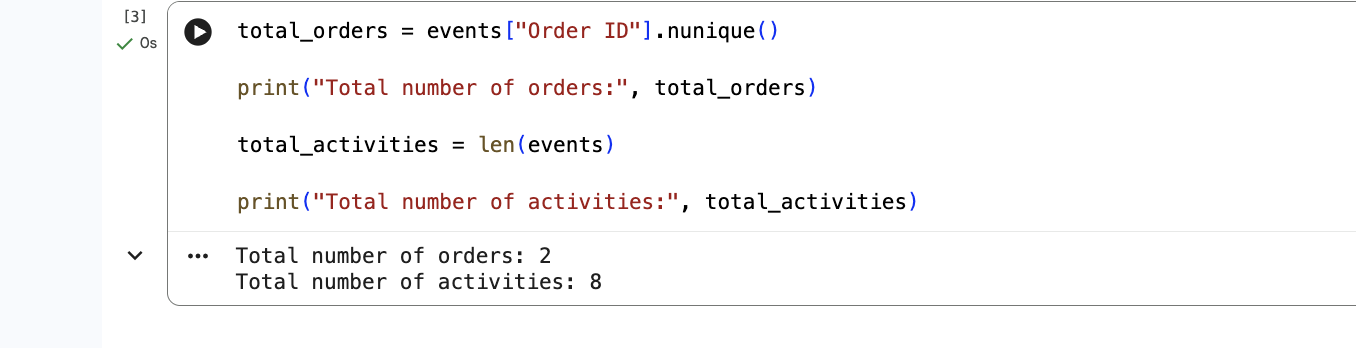 [3]
0s
total_orders = events["Order ID"].nunique()
print("Total number of orders:", total_orders)
total_activities = len(events)
print("Total number of activities:", total_activities)
Total number of orders: 2
Total number of activities: 8